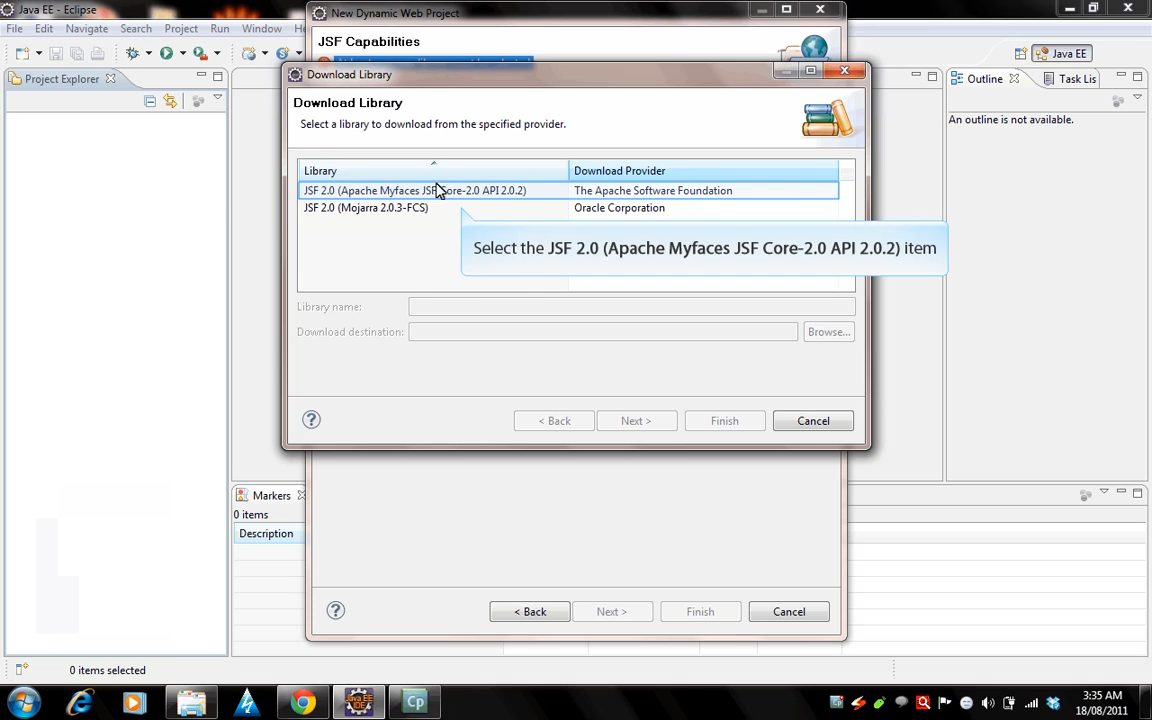 Java EE - Eclipse
New Dynamic Web Project
File Edit Navigate Search Project Run Window
JSF Capabilities
Java EE
Download Library
Project Explorer
Outline
Task Lis
Download Library
Select a library to download from the specified provider.
An outline is not available.
Library Download Provider
JSF 2.0 (Apache Myfaces JSF Core-2.0 API 2.0.2) The Apache Software Foundation
JSF 2.0 (Mojarra 2.0.3-FCS) Oracle Corporation
Select the JSF 2.0 (Apache Myfaces JSF Core-2.0 API 2.0.2) item
Library name:
Download destination: Browse...
< Back Next > Finish Cancel
Markers
0 items
Description
< Back Next > Finish Cancel
0 items selected
Java EE
IDE
Cp
3:35 AM
18/08/2011